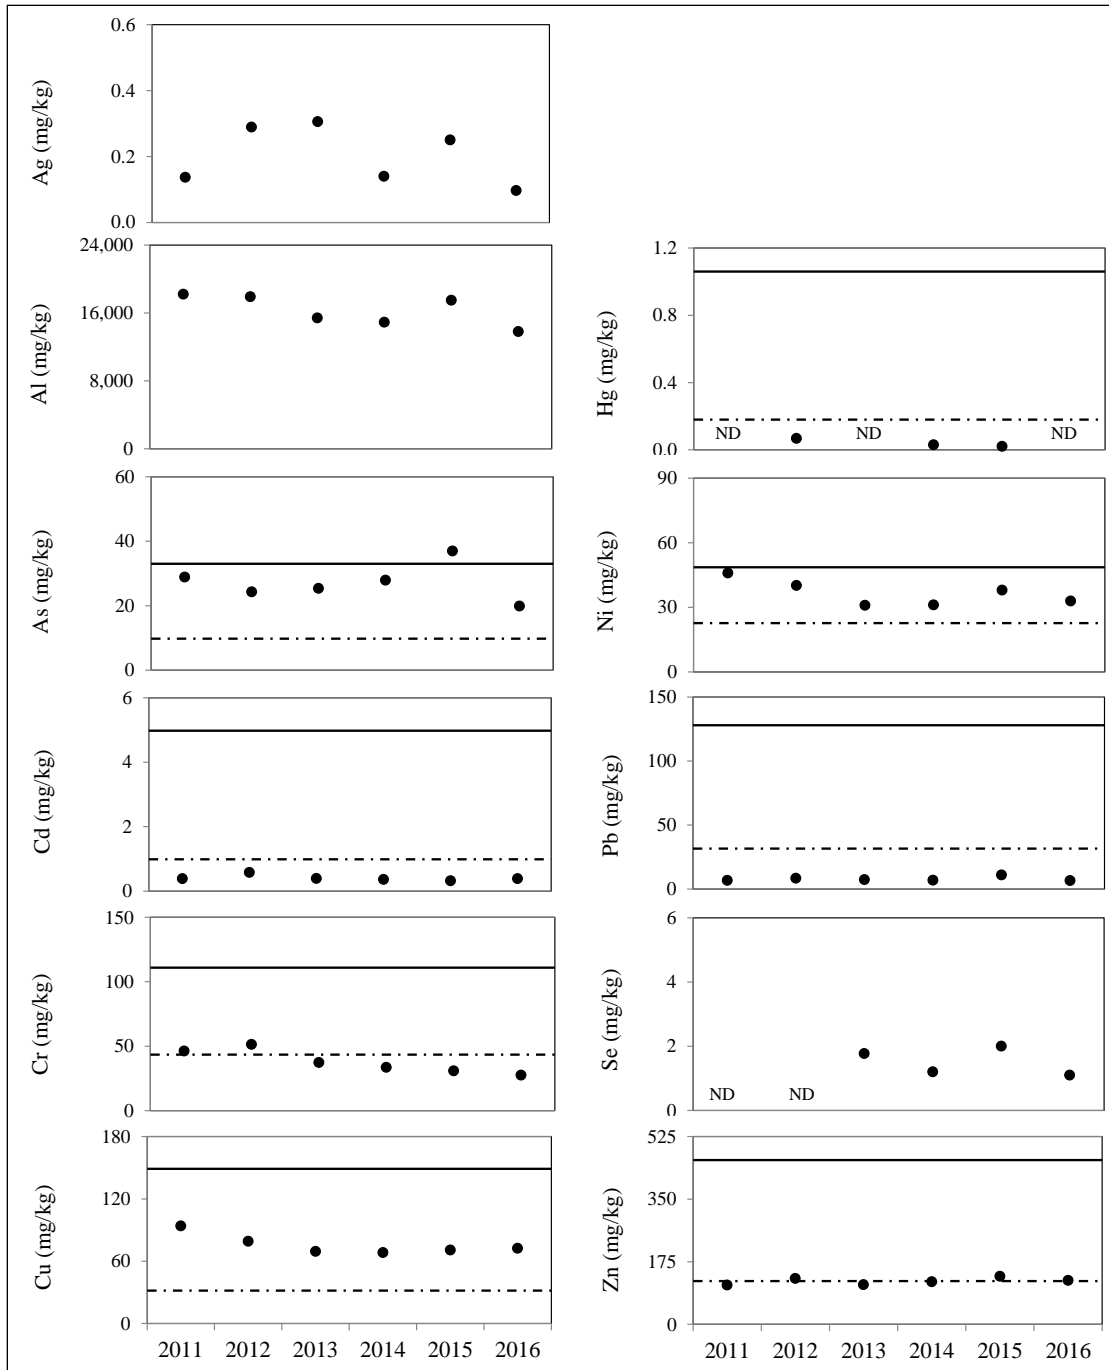 Ag (mg/kg)
0.6
0.4
0.2
0.0
Al (mg/kg)
24,000
16,000
8,000
0
As (mg/kg)
60
40
20
0
Cd (mg/kg)
6
4
2
0
Cr (mg/kg)
150
100
50
0
Cu (mg/kg)
180
120
60
0
2011 2012 2013 2014 2015 2016
Hg (mg/kg)
1.2
0.8
0.4
0.0
ND ND ND
Ni (mg/kg)
90
60
30
0
Pb (mg/kg)
150
100
50
0
Se (mg/kg)
6
4
2
0
ND ND
Zn (mg/kg)
525
350
175
0
2011 2012 2013 2014 2015 2016